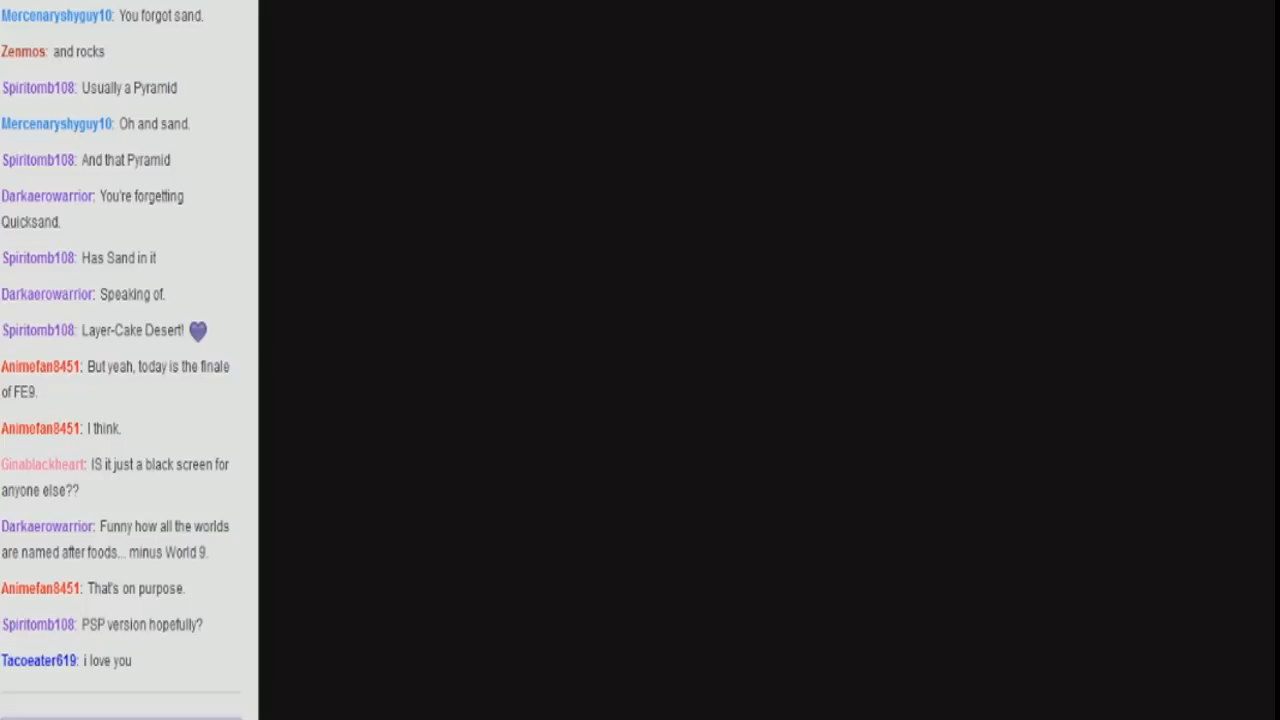 Mercenaryshyguy10: You forgot sand.
Zenmos: and rocks
Spiritomb108: Usually a Pyramid
Mercenaryshyguy10: Oh and sand.
Spiritomb108: And that Pyramid
Darkaerowarrior: You're forgetting
Quicksand.
Spiritomb108: Has Sand in it
Darkaerowarrior: Speaking of.
Spiritomb108: Layer-Cake Desert! 💜
Animefan8451: But yeah, today is the finale
of FE9.
Animefan8451: I think.
Ginablackheart: IS it just a black screen for
anyone else??
Darkaerowarrior: Funny how all the worlds
are named after foods... minus World 9.
Animefan8451: That's on purpose.
Spiritomb108: PSP version hopefully?
Tacoeater619: i love you